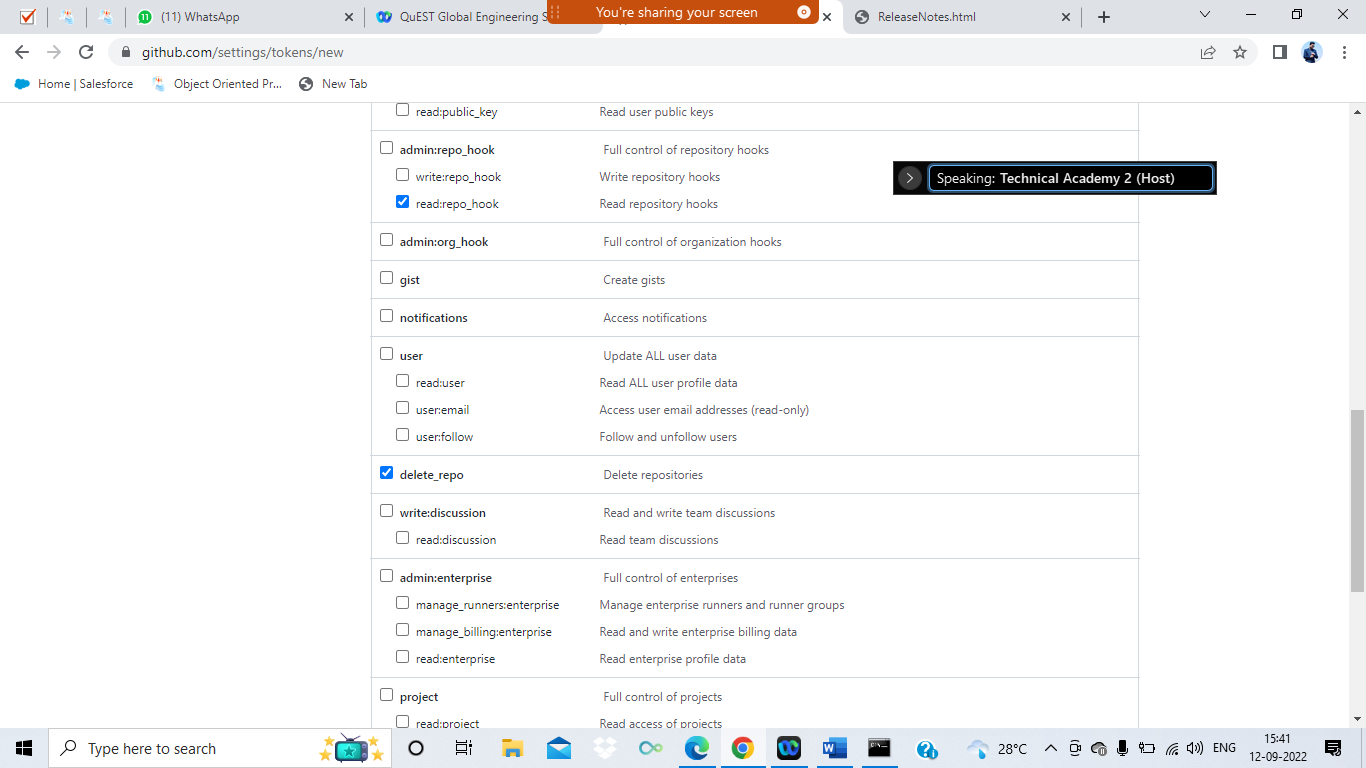 (11) WhatsApp
QuEST Global Engineering S
You're sharing your screen
ReleaseNotes.html
github.com/settings/tokens/new
Home | Salesforce
Object Oriented Pr...
New Tab
read:public_key Read user public keys
admin:repo_hook Full control of repository hooks
write:repo_hook Write repository hooks
Speaking: Technical Academy 2 (Host)
read:repo_hook Read repository hooks
admin:org_hook Full control of organization hooks
gist Create gists
notifications Access notifications
user Update ALL user data
read:user Read ALL user profile data
user:email Access user email addresses (read-only)
user:follow Follow and unfollow users
delete_repo Delete repositories
write:discussion Read and write team discussions
read:discussion Read team discussions
admin:enterprise Full control of enterprises
manage_runners:enterprise Manage enterprise runners and runner groups
manage_billing:enterprise Read and write enterprise billing data
read:enterprise Read enterprise profile data
project Full control of projects
read:project Read access of projects
Type here to search
28°C
ENG
15:41
12-09-2022